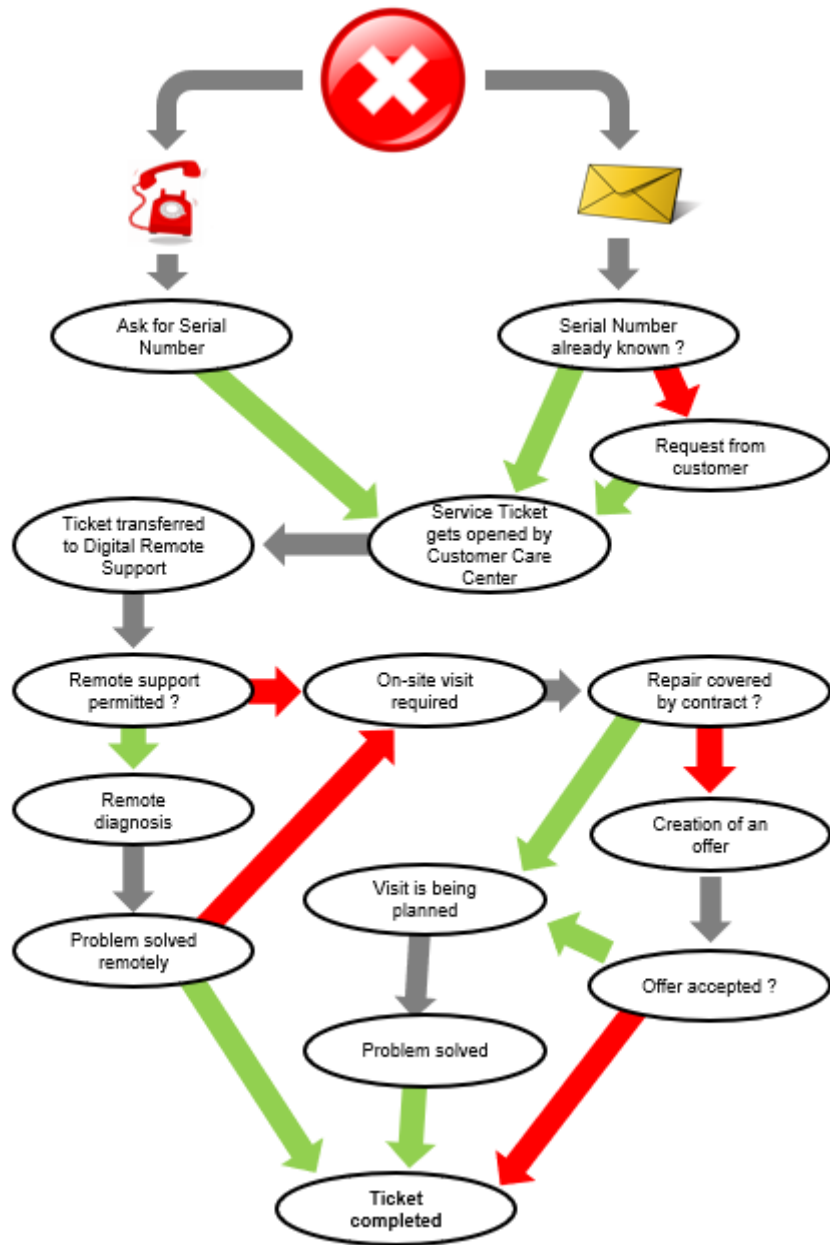 Ask for Serial
Number
Serial Number
already known ?
Request from
customer
Service Ticket
gets opened by
Customer Care
Center
Ticket transferred
to Digital Remote
Support
Remote support
permitted ?
On-site visit
required
Repair covered
by contract ?
Remote
diagnosis
Creation of an
offer
Visit is being
planned
Problem solved
remotely
Offer accepted ?
Problem solved
Ticket
completed